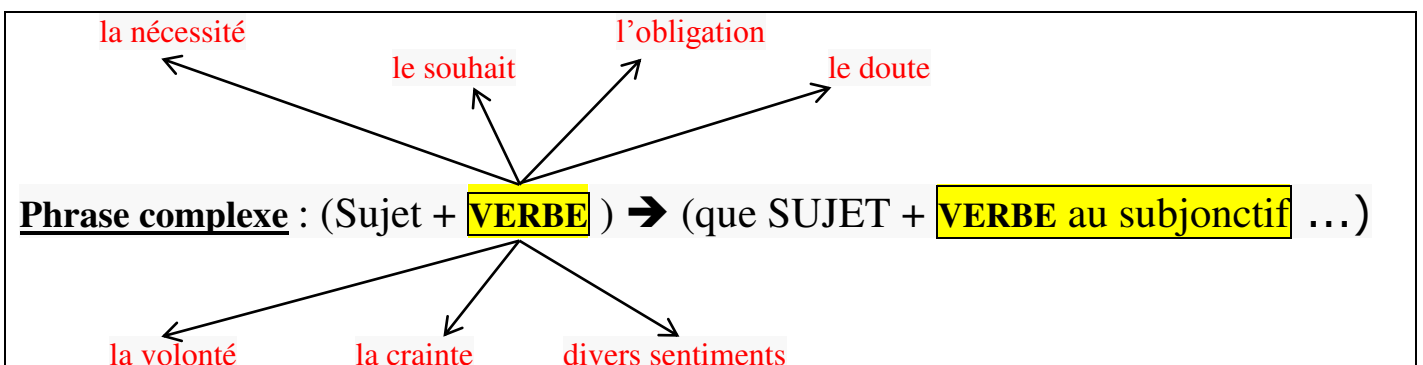 la nécessité l’obligation
le souhait le doute
Phrase complexe : (Sujet + VERBE ) ➔ (que SUJET + VERBE au subjonctif …)
la volonté la crainte divers sentiments